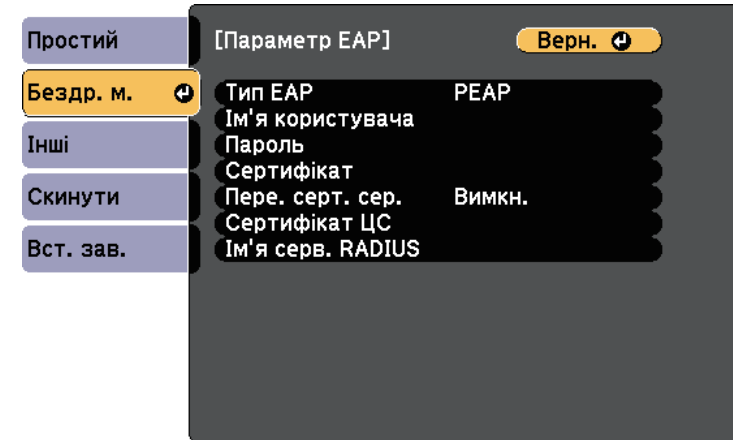 Простий
Бездр. м.
Інші
Скинути
Вст. зав.
[Параметр EAP] Верн.
Тип EAP PEAP
Ім'я користувача
Пароль
Сертифікат
Пере. серт. сер. Вимкн.
Сертифікат ЦС
Ім'я серв. RADIUS